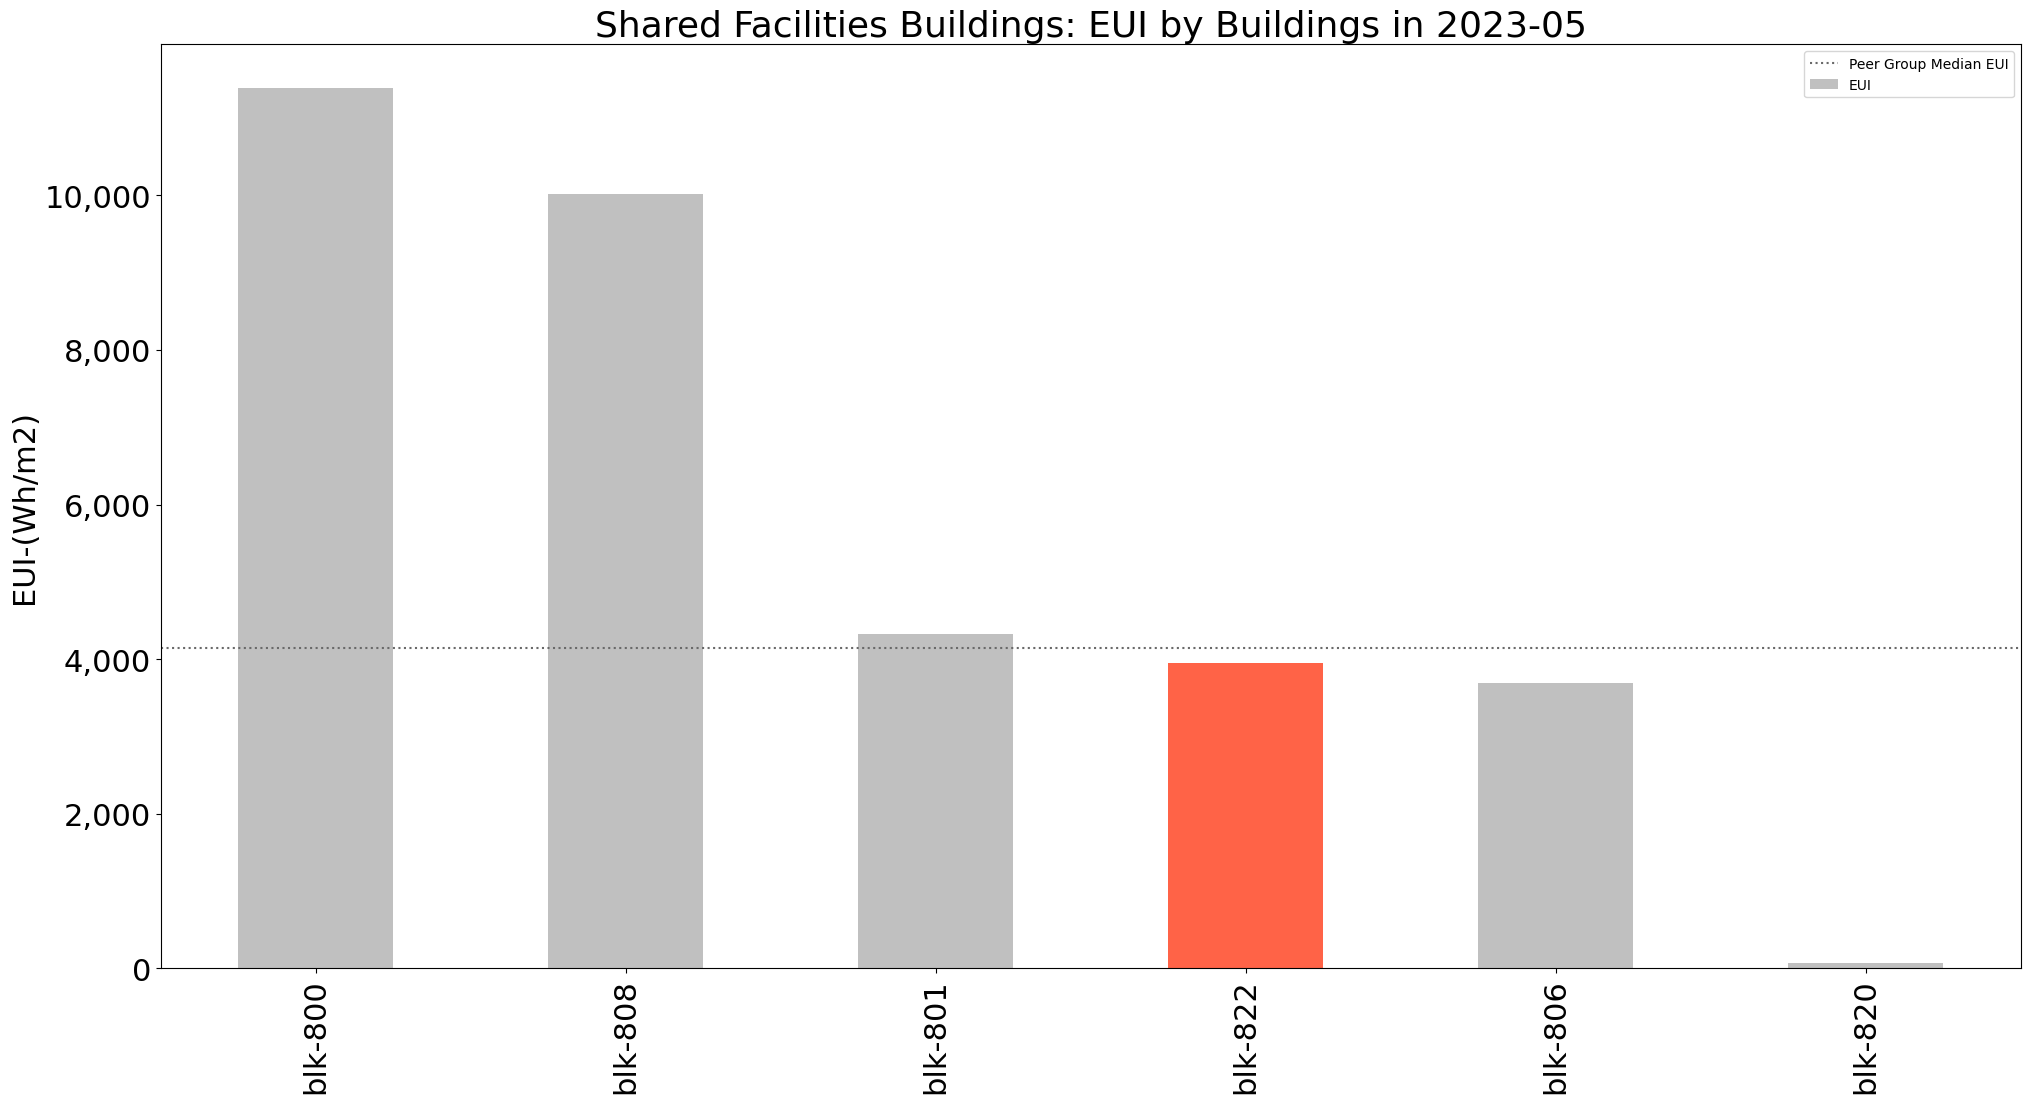 Shared Facilities Buildings: EUI by Buildings in 2023-05
Peer Group Median EUI
EUI
EUI-(Wh/m2)
10,000
8,000
6,000
4,000
2,000
0
blk-800
blk-808
blk-801
blk-822
blk-806
blk-820